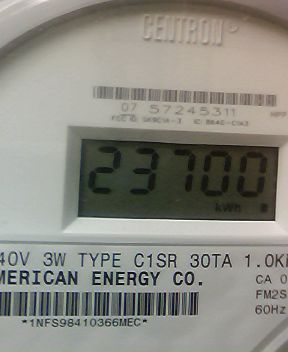 CENTRON®
07 57245311
23700
kWh
40V 3W TYPE C1SR 30TA 1.0K
MERICAN ENERGY CO.
CA 0
FM2S
60Hz
*1NFS98410366MEC*